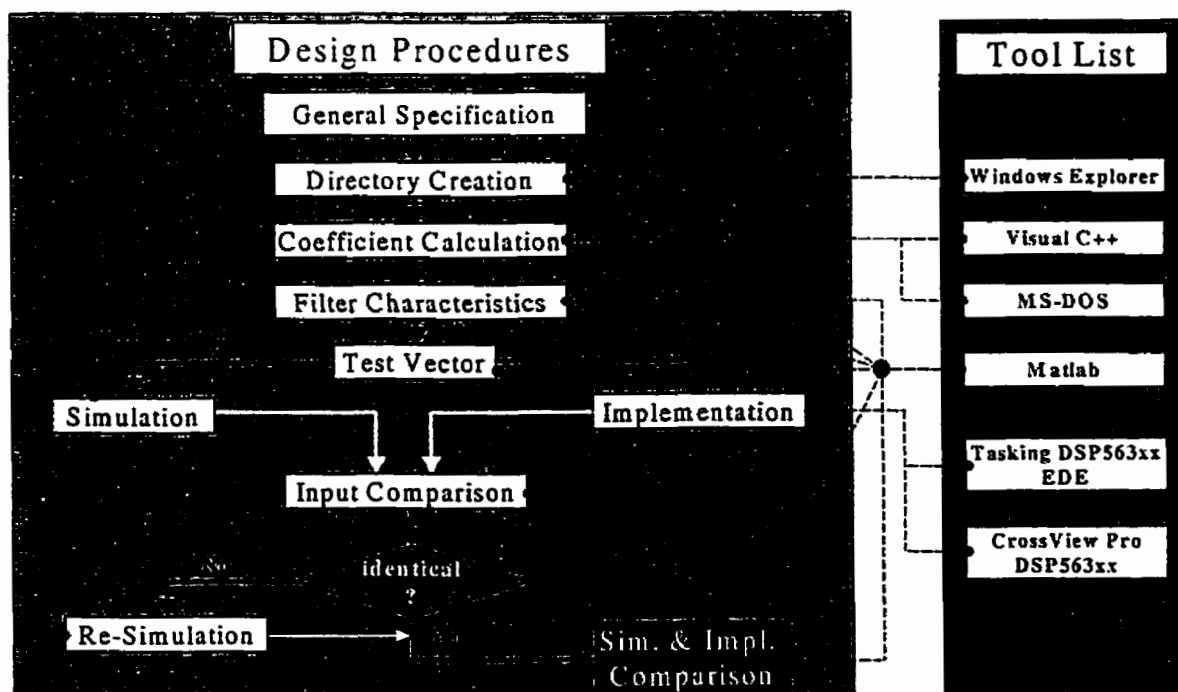 Design Procedures
General Specification
Directory Creation
Coefficient Calculation
Filter Characteristics
Test Vector
Simulation
Implementation
Input Comparison
identical
?
Re-Simulation
Sim. & Impl.
Comparison
Tool List
Windows Explorer
Visual C++
MS-DOS
Matlab
Tasking DSP563xx
EDE
CrossView Pro
DSP563xx